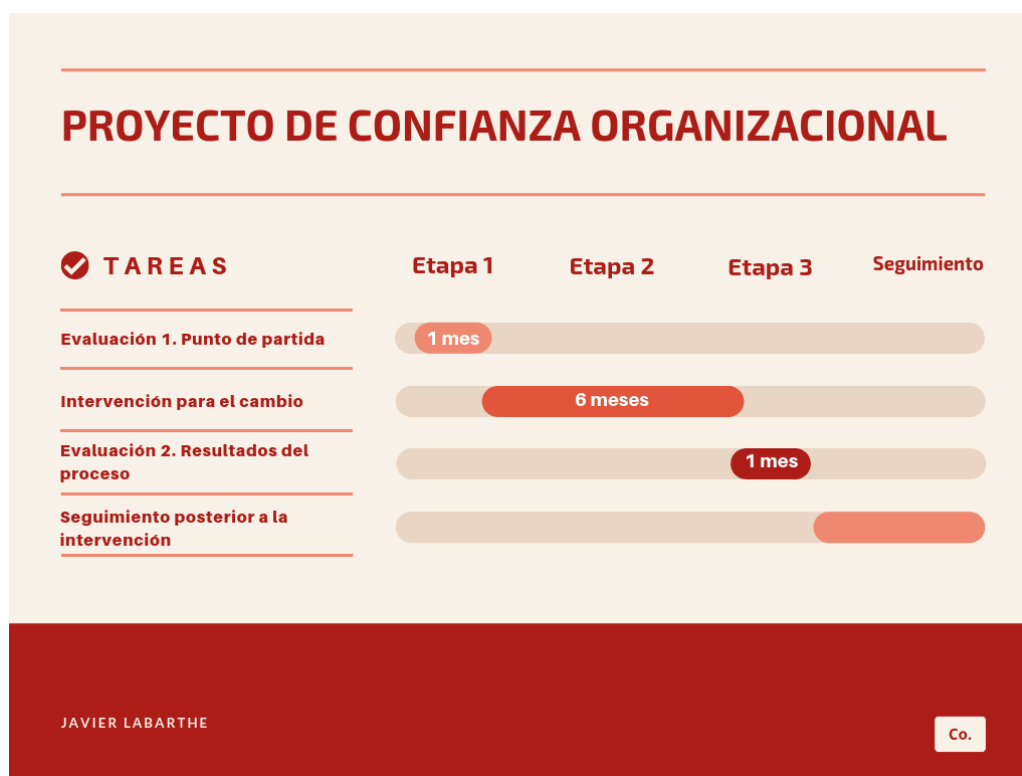 PROYECTO DE CONFIANZA ORGANIZACIONAL
TAREAS
Etapa 1
Etapa 2
Etapa 3
Seguimiento
Evaluación 1. Punto de partida
1 mes
Intervención para el cambio
6 meses
Evaluación 2. Resultados del
proceso
1 mes
Seguimiento posterior a la
intervención
JAVIER LABARTHE
Co.